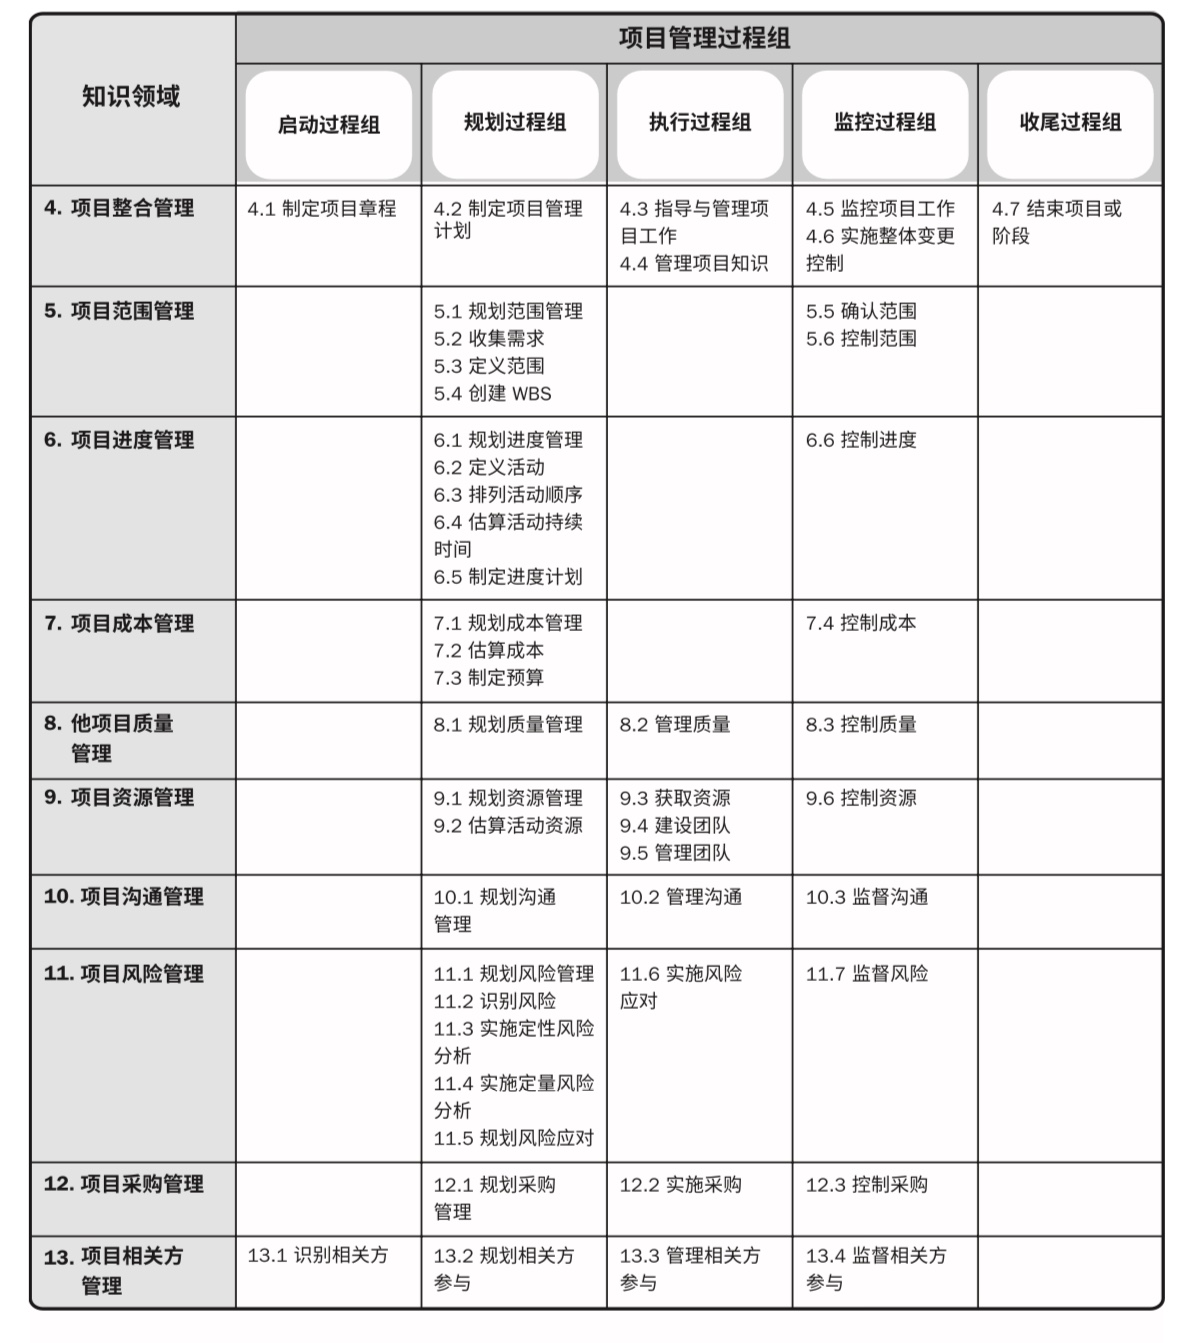 项目管理过程组
知识领域
启动过程组
规划过程组
执行过程组
监控过程组
收尾过程组
4. 项目整合管理
4.1 制定项目章程
4.2 制定项目管理
计划
4.3 指导与管理项
目工作
4.4 管理项目知识
4.5 监控项目工作
4.6 实施整体变更
控制
4.7 结束项目或
阶段
5. 项目范围管理
5.1 规划范围管理
5.2 收集需求
5.3 定义范围
5.4 创建 WBS
5.5 确认范围
5.6 控制范围
6. 项目进度管理
6.1 规划进度管理
6.2 定义活动
6.3 排列活动顺序
6.4 估算活动持续
时间
6.5 制定进度计划
6.6 控制进度
7. 项目成本管理
7.1 规划成本管理
7.2 估算成本
7.3 制定预算
7.4 控制成本
8. 他项目质量
管理
8.1 规划质量管理
8.2 管理质量
8.3 控制质量
9. 项目资源管理
9.1 规划资源管理
9.2 估算活动资源
9.3 获取资源
9.4 建设团队
9.5 管理团队
9.6 控制资源
10. 项目沟通管理
10.1 规划沟通
管理
10.2 管理沟通
10.3 监督沟通
11. 项目风险管理
11.1 规划风险管理
11.2 识别风险
11.3 实施定性风险
分析
11.4 实施定量风险
分析
11.5 规划风险应对
11.6 实施风险
应对
11.7 监督风险
12. 项目采购管理
12.1 规划采购
管理
12.2 实施采购
12.3 控制采购
13. 项目相关方
管理
13.1 识别相关方
13.2 规划相关方
参与
13.3 管理相关方
参与
13.4 监督相关方
参与